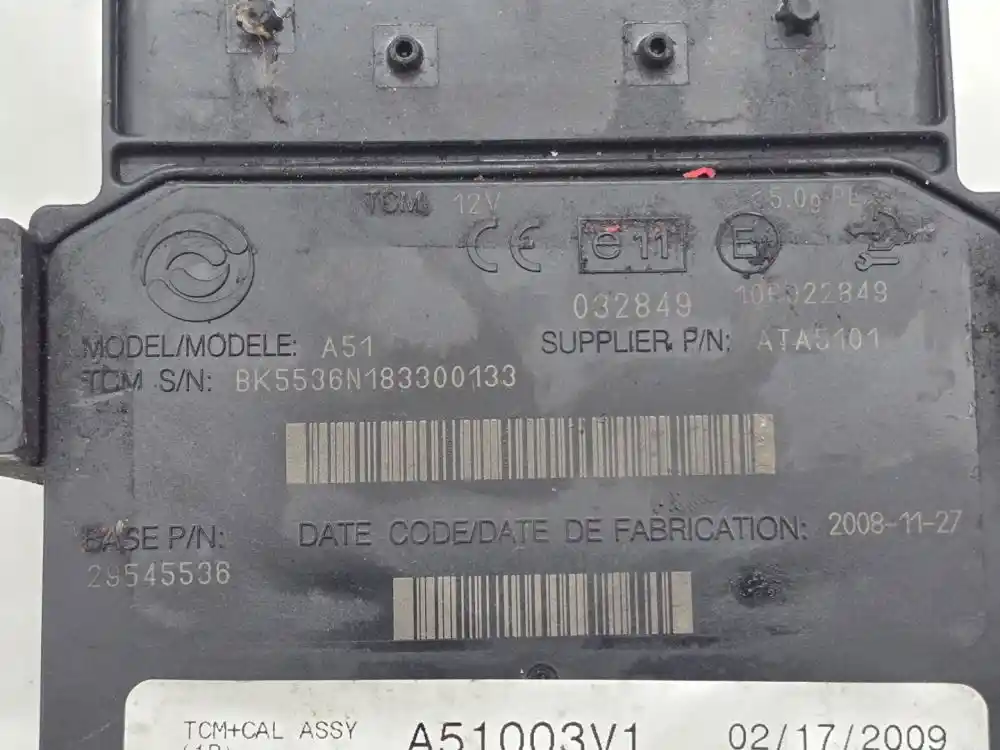 TCM 12V
CE e11 E
032849
MODEL/MODELE: A51 SUPPLIER P/N: ATA5101
TCM S/N: BK5536N183300133
BASE P/N: DATE CODE/DATE DE FABRICATION: 2008-11-27
29545536
TCM+CAL ASSY A51003V1 02/17/2009